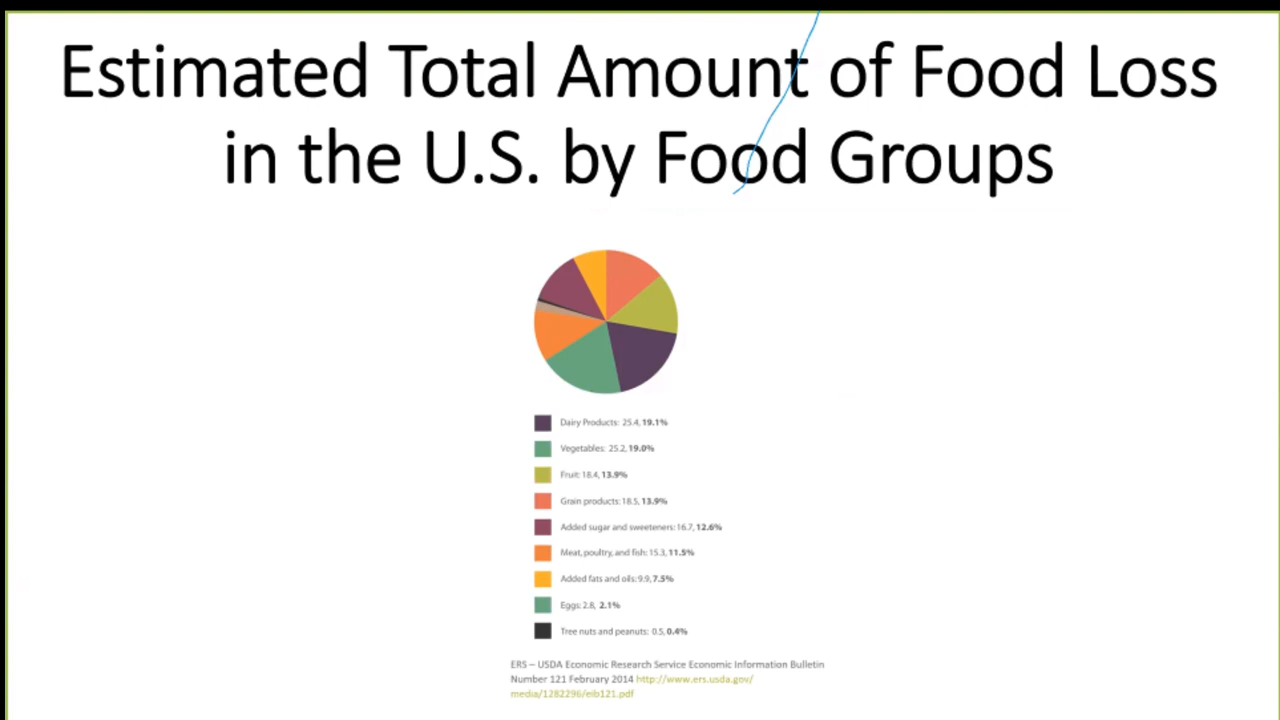 Estimated Total Amount of Food Loss
in the U.S. by Food Groups
Dairy Products: 25.4, 19.1%
Vegetables: 25.2, 19.0%
Fruit: 18.4, 13.9%
Grain products: 18.5, 13.9%
Added sugar and sweeteners: 16.7, 12.6%
Meat, poultry, and fish: 15.3, 11.5%
Added fats and oils: 9.9, 7.5%
Eggs: 2.8, 2.1%
Tree nuts and peanuts: 0.5, 0.4%
ERS – USDA Economic Research Service Economic Information Bulletin
Number 121 February 2014 http://www.ers.usda.gov/
media/1282296/eib121.pdf